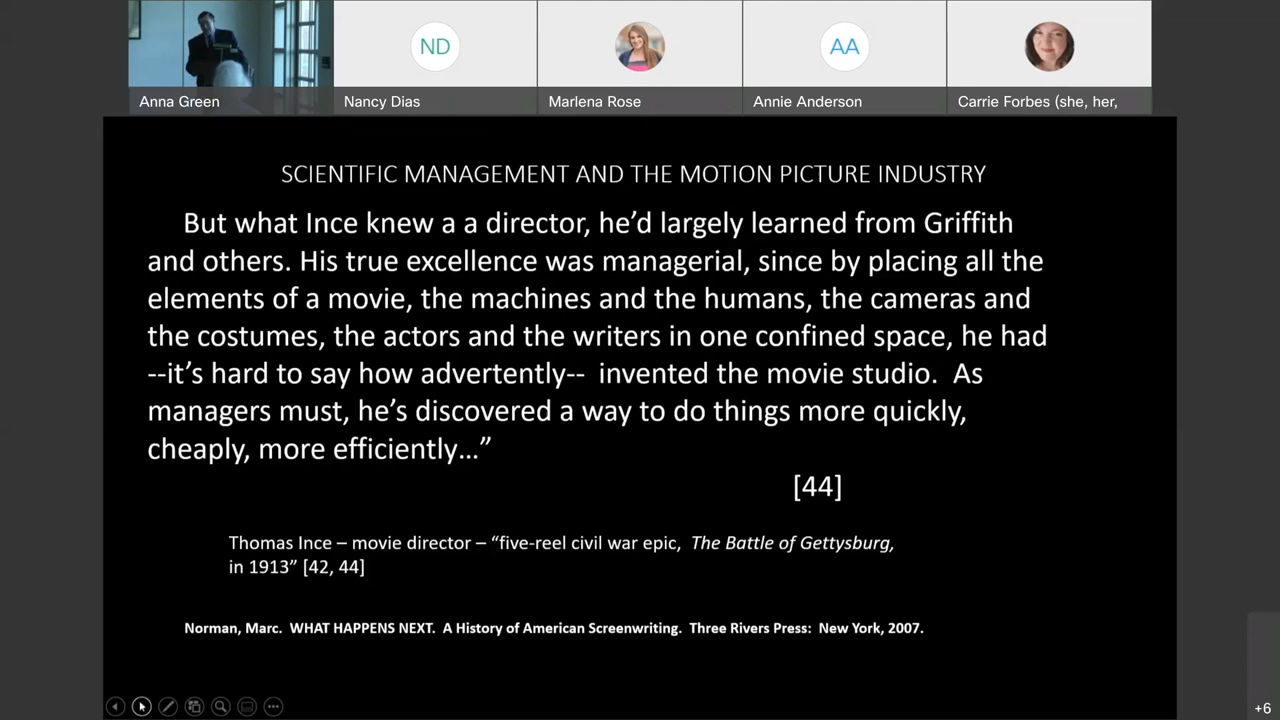 Anna Green
Nancy Dias
Marlena Rose
Annie Anderson
Carrie Forbes (she, her,
ND
AA
SCIENTIFIC MANAGEMENT AND THE MOTION PICTURE INDUSTRY
But what Ince knew a a director, he’d largely learned from Griffith
and others. His true excellence was managerial, since by placing all the
elements of a movie, the machines and the humans, the cameras and
the costumes, the actors and the writers in one confined space, he had
--it’s hard to say how advertently-- invented the movie studio. As
managers must, he’s discovered a way to do things more quickly,
cheaply, more efficiently…”
[44]
Thomas Ince – movie director – “five-reel civil war epic, The Battle of Gettysburg,
in 1913” [42, 44]
Norman, Marc. WHAT HAPPENS NEXT. A History of American Screenwriting. Three Rivers Press: New York, 2007.
+6